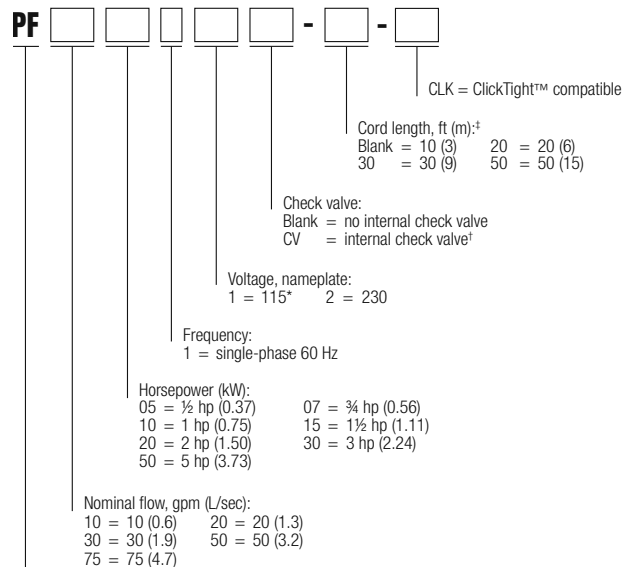 PF - -
CLK = ClickTight™ compatible
Cord length, ft (m):‡
Blank = 10 (3) 20 = 20 (6)
30 = 30 (9) 50 = 50 (15)
Check valve:
Blank = no internal check valve
CV = internal check valve†
Voltage, nameplate:
1 = 115* 2 = 230
Frequency:
1 = single-phase 60 Hz
Horsepower (kW):
05 = ½ hp (0.37) 07 = ¾ hp (0.56)
10 = 1 hp (0.75) 15 = 1½ hp (1.11)
20 = 2 hp (1.50) 30 = 3 hp (2.24)
50 = 5 hp (3.73)
Nominal flow, gpm (L/sec):
10 = 10 (0.6) 20 = 20 (1.3)
30 = 30 (1.9) 50 = 50 (3.2)
75 = 75 (4.7)